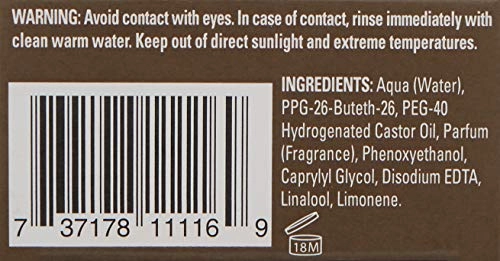 WARNING: Avoid contact with eyes. In case of contact, rinse immediately with
clean warm water. Keep out of direct sunlight and extreme temperatures.
INGREDIENTS: Aqua (Water),
PPG-26-Buteth-26, PEG-40
Hydrogenated Castor Oil, Parfum
(Fragrance), Phenoxyethanol,
Caprylyl Glycol, Disodium EDTA,
Linalool, Limonene.
7 37178 11116 9
18M